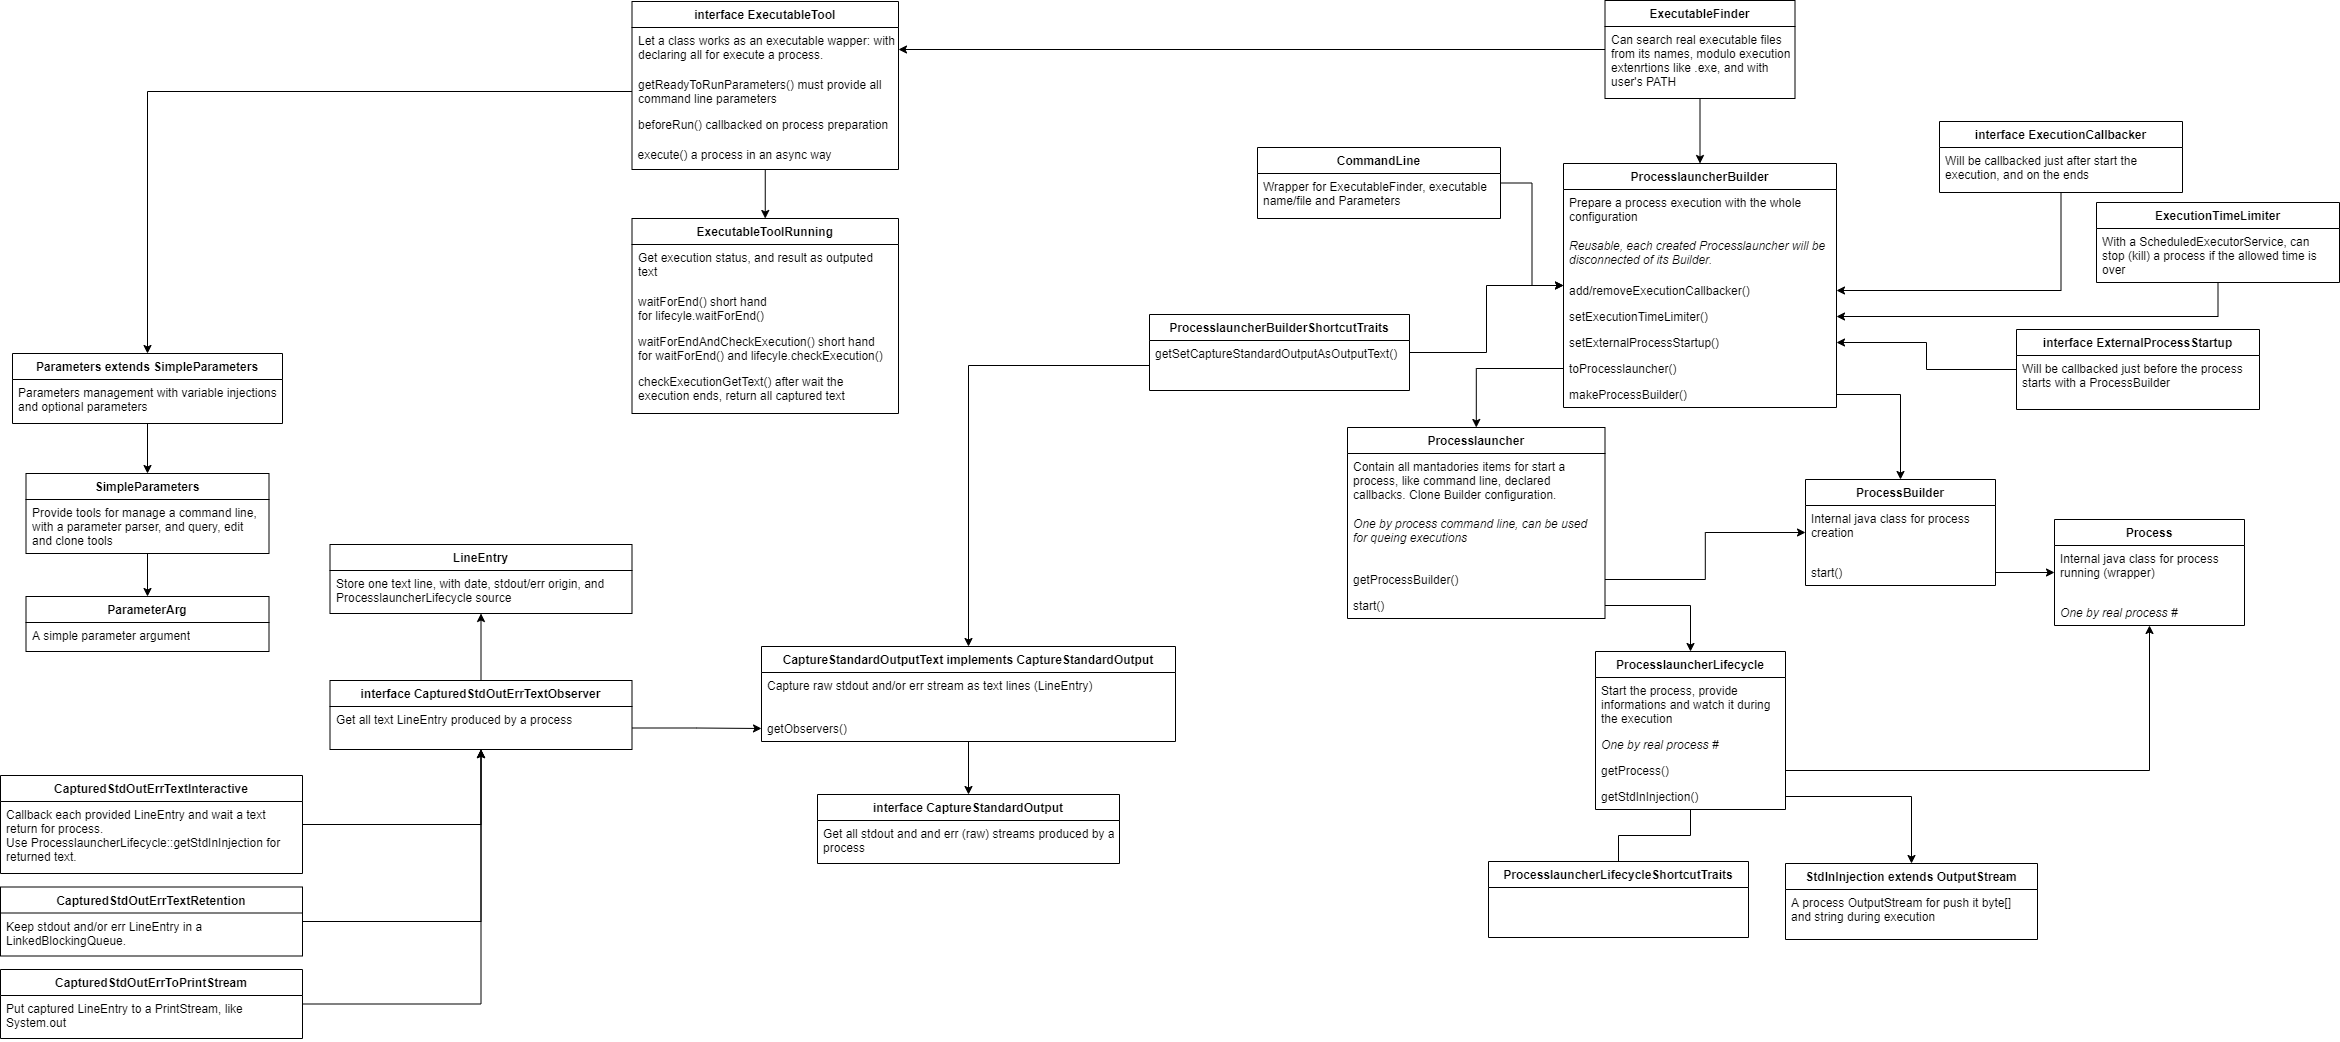 interface ExecutableTool
Let a class works as an executable wapper: with
declaring all for execute a process.
getReadyToRunParameters() must provide all
command line parameters
beforeRun() callbacked on process preparation
execute() a process in an async way
ExecutableFinder
Can search real executable files
from its names, modulo execution
extenrtions like .exe, and with
user's PATH
interface ExecutionCallbacker
Will be callbacked just after start the
execution, and on the ends
CommandLine
Wrapper for ExecutableFinder, executable
name/file and Parameters
ProcesslauncherBuilder
Prepare a process execution with the whole
configuration
Reusable, each created Processlauncher will be
disconnected of its Builder.
add/removeExecutionCallbacker()
setExecutionTimeLimiter()
setExternalProcessStartup()
toProcesslauncher()
makeProcessBuilder()
ExecutionTimeLimiter
With a ScheduledExecutorService, can
stop (kill) a process if the allowed time is
over
ExecutableToolRunning
Get execution status, and result as outputed
text
waitForEnd() short hand
for lifecyle.waitForEnd()
waitForEndAndCheckExecution() short hand
for waitForEnd() and lifecyle.checkExecution()
checkExecutionGetText() after wait the
execution ends, return all captured text
ProcesslauncherBuilderShortcutTraits
getSetCaptureStandardOutputAsOutputText()
interface ExternalProcessStartup
Will be callbacked just before the process
starts with a ProcessBuilder
Parameters extends SimpleParameters
Parameters management with variable injections
and optional parameters
Processlauncher
Contain all mantadories items for start a
process, like command line, declared
callbacks. Clone Builder configuration.
One by process command line, can be used
for queing executions
getProcessBuilder()
start()
SimpleParameters
Provide tools for manage a command line,
with a parameter parser, and query, edit
and clone tools
ProcessBuilder
Internal java class for process
creation
start()
Process
Internal java class for process
running (wrapper)
One by real process #
LineEntry
Store one text line, with date, stdout/err origin, and
ProcesslauncherLifecycle source
ParameterArg
A simple parameter argument
CaptureStandardOutputText implements CaptureStandardOutput
Capture raw stdout and/or err stream as text lines (LineEntry)
getObservers()
ProcesslauncherLifecycle
Start the process, provide
informations and watch it during
the execution
One by real process #
getProcess()
getStdInInjection()
interface CapturedStdOutErrTextObserver
Get all text LineEntry produced by a process
CapturedStdOutErrTextInteractive
Callback each provided LineEntry and wait a text
return for process.
Use ProcesslauncherLifecycle::getStdInInjection for
returned text.
interface CaptureStandardOutput
Get all stdout and and err (raw) streams produced by a
process
ProcesslauncherLifecycleShortcutTraits
StdInInjection extends OutputStream
A process OutputStream for push it byte[]
and string during execution
CapturedStdOutErrTextRetention
Keep stdout and/or err LineEntry in a
LinkedBlockingQueue.
CapturedStdOutErrToPrintStream
Put captured LineEntry to a PrintStream, like
System.out